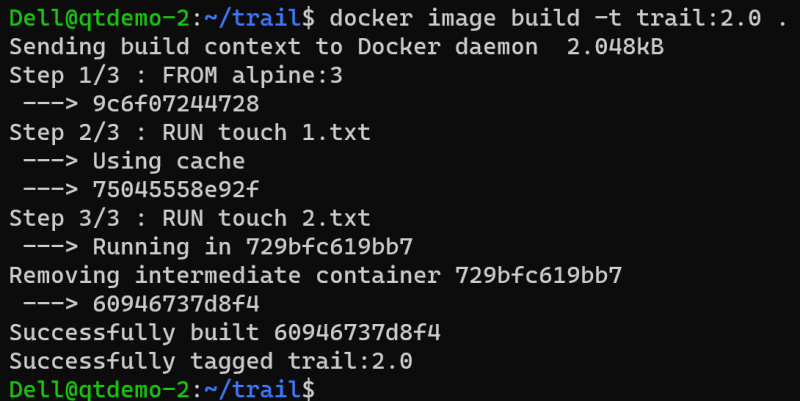 Dell@qtdemo-2:~/trail$ docker image build -t trail:2.0 .
Sending build context to Docker daemon  2.048kB
Step 1/3 : FROM alpine:3
 ---> 9c6f07244728
Step 2/3 : RUN touch 1.txt
 ---> Using cache
 ---> 75045558e92f
Step 3/3 : RUN touch 2.txt
 ---> Running in 729bfc619bb7
Removing intermediate container 729bfc619bb7
 ---> 60946737d8f4
Successfully built 60946737d8f4
Successfully tagged trail:2.0
Dell@qtdemo-2:~/trail$